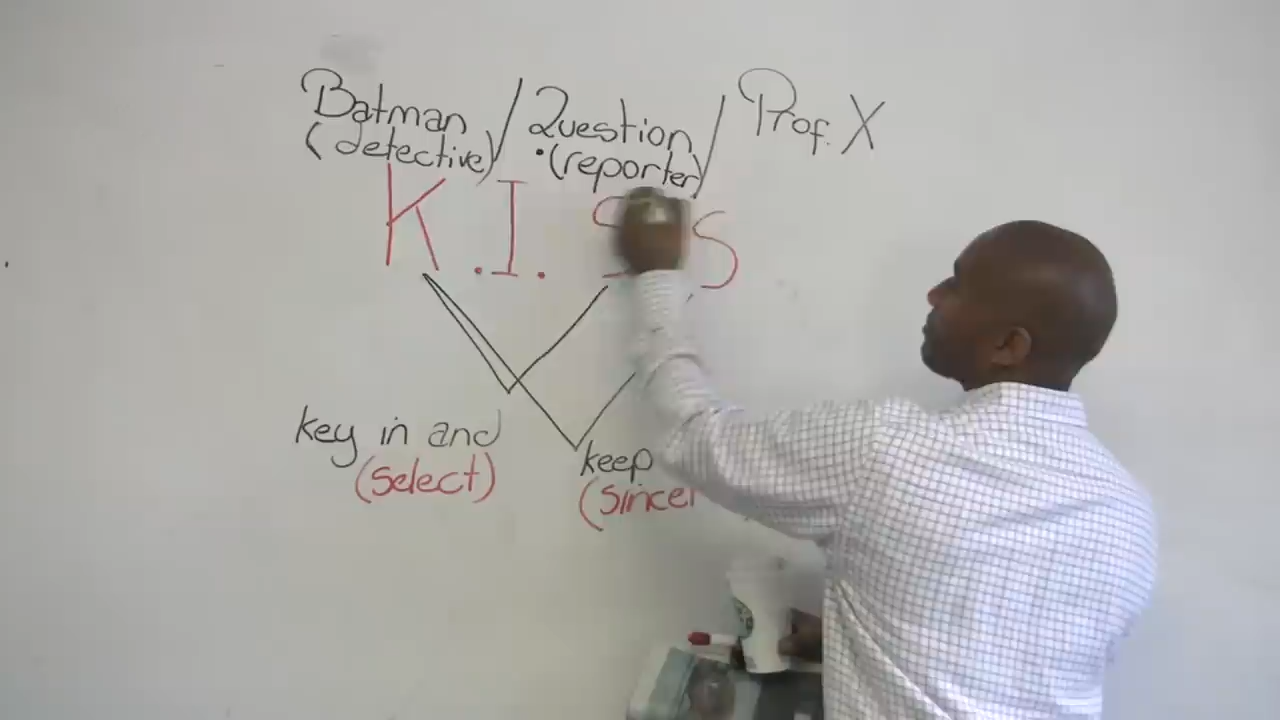 Batman / Question / Prof. X
(detective) • (reporter)
K.I. S S
key in and
(select)
keep
(sincer